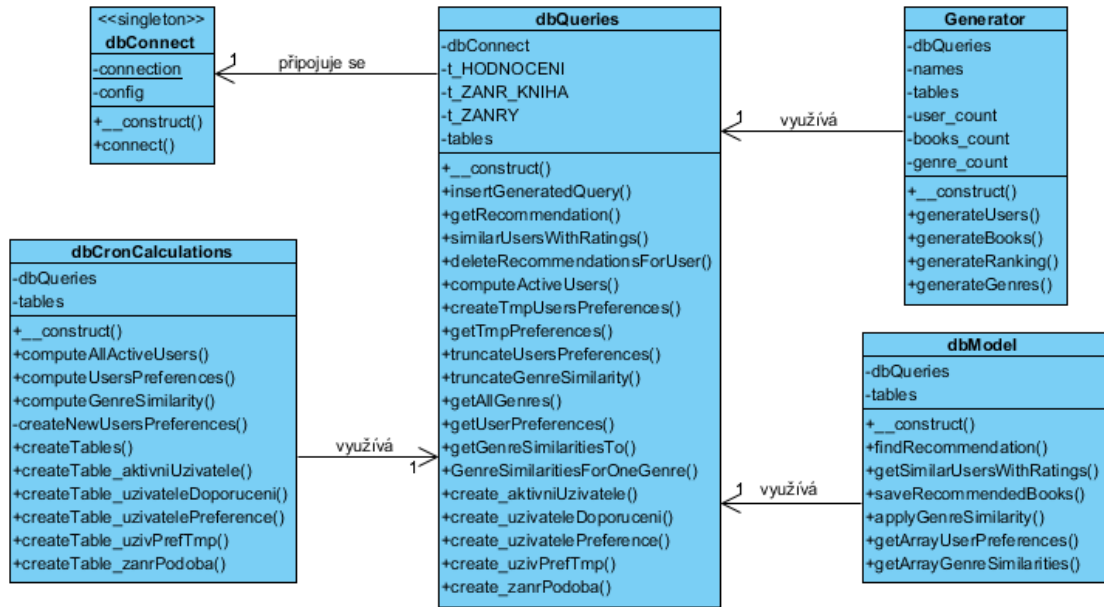 <<singleton>>
dbConnect
-connection
-config
+__construct()
+connect()
1
připojuje se
dbQueries
-dbConnect
-t_HODNOCENI
-t_ZANR_KNIHA
-t_ZANRY
-tables
+__construct()
+insertGeneratedQuery()
+getRecommendation()
+similarUsersWithRatings()
+deleteRecommendationsForUser()
+computeActiveUsers()
+createTmpUsersPreferences()
+getTmpPreferences()
+truncateUsersPreferences()
+truncateGenreSimilarity()
+getAllGenres()
+getUserPreferences()
+getGenreSimilaritiesTo()
+GenreSimilaritiesForOneGenre()
+create_aktivniUzivatele()
+create_uzivateleDoporuceni()
+create_uzivatelePreference()
+create_uzivPrefTmp()
+create_zanrPodoba()
1
využívá
Generator
-dbQueries
-names
-tables
-user_count
-books_count
-genre_count
+__construct()
+generateUsers()
+generateBooks()
+generateRanking()
+generateGenres()
dbCronCalculations
-dbQueries
-tables
+__construct()
+computeAllActiveUsers()
+computeUsersPreferences()
+computeGenreSimilarity()
-createNewUsersPreferences()
+createTables()
+createTable_aktivniUzivatele()
+createTable_uzivateleDoporuceni()
+createTable_uzivatelePreference()
+createTable_uzivPrefTmp()
+createTable_zanrPodoba()
využívá
1
1
využívá
dbModel
-dbQueries
-tables
+__construct()
+findRecommendation()
+getSimilarUsersWithRatings()
+saveRecommendedBooks()
+applyGenreSimilarity()
+getArrayUserPreferences()
+getArrayGenreSimilarities()